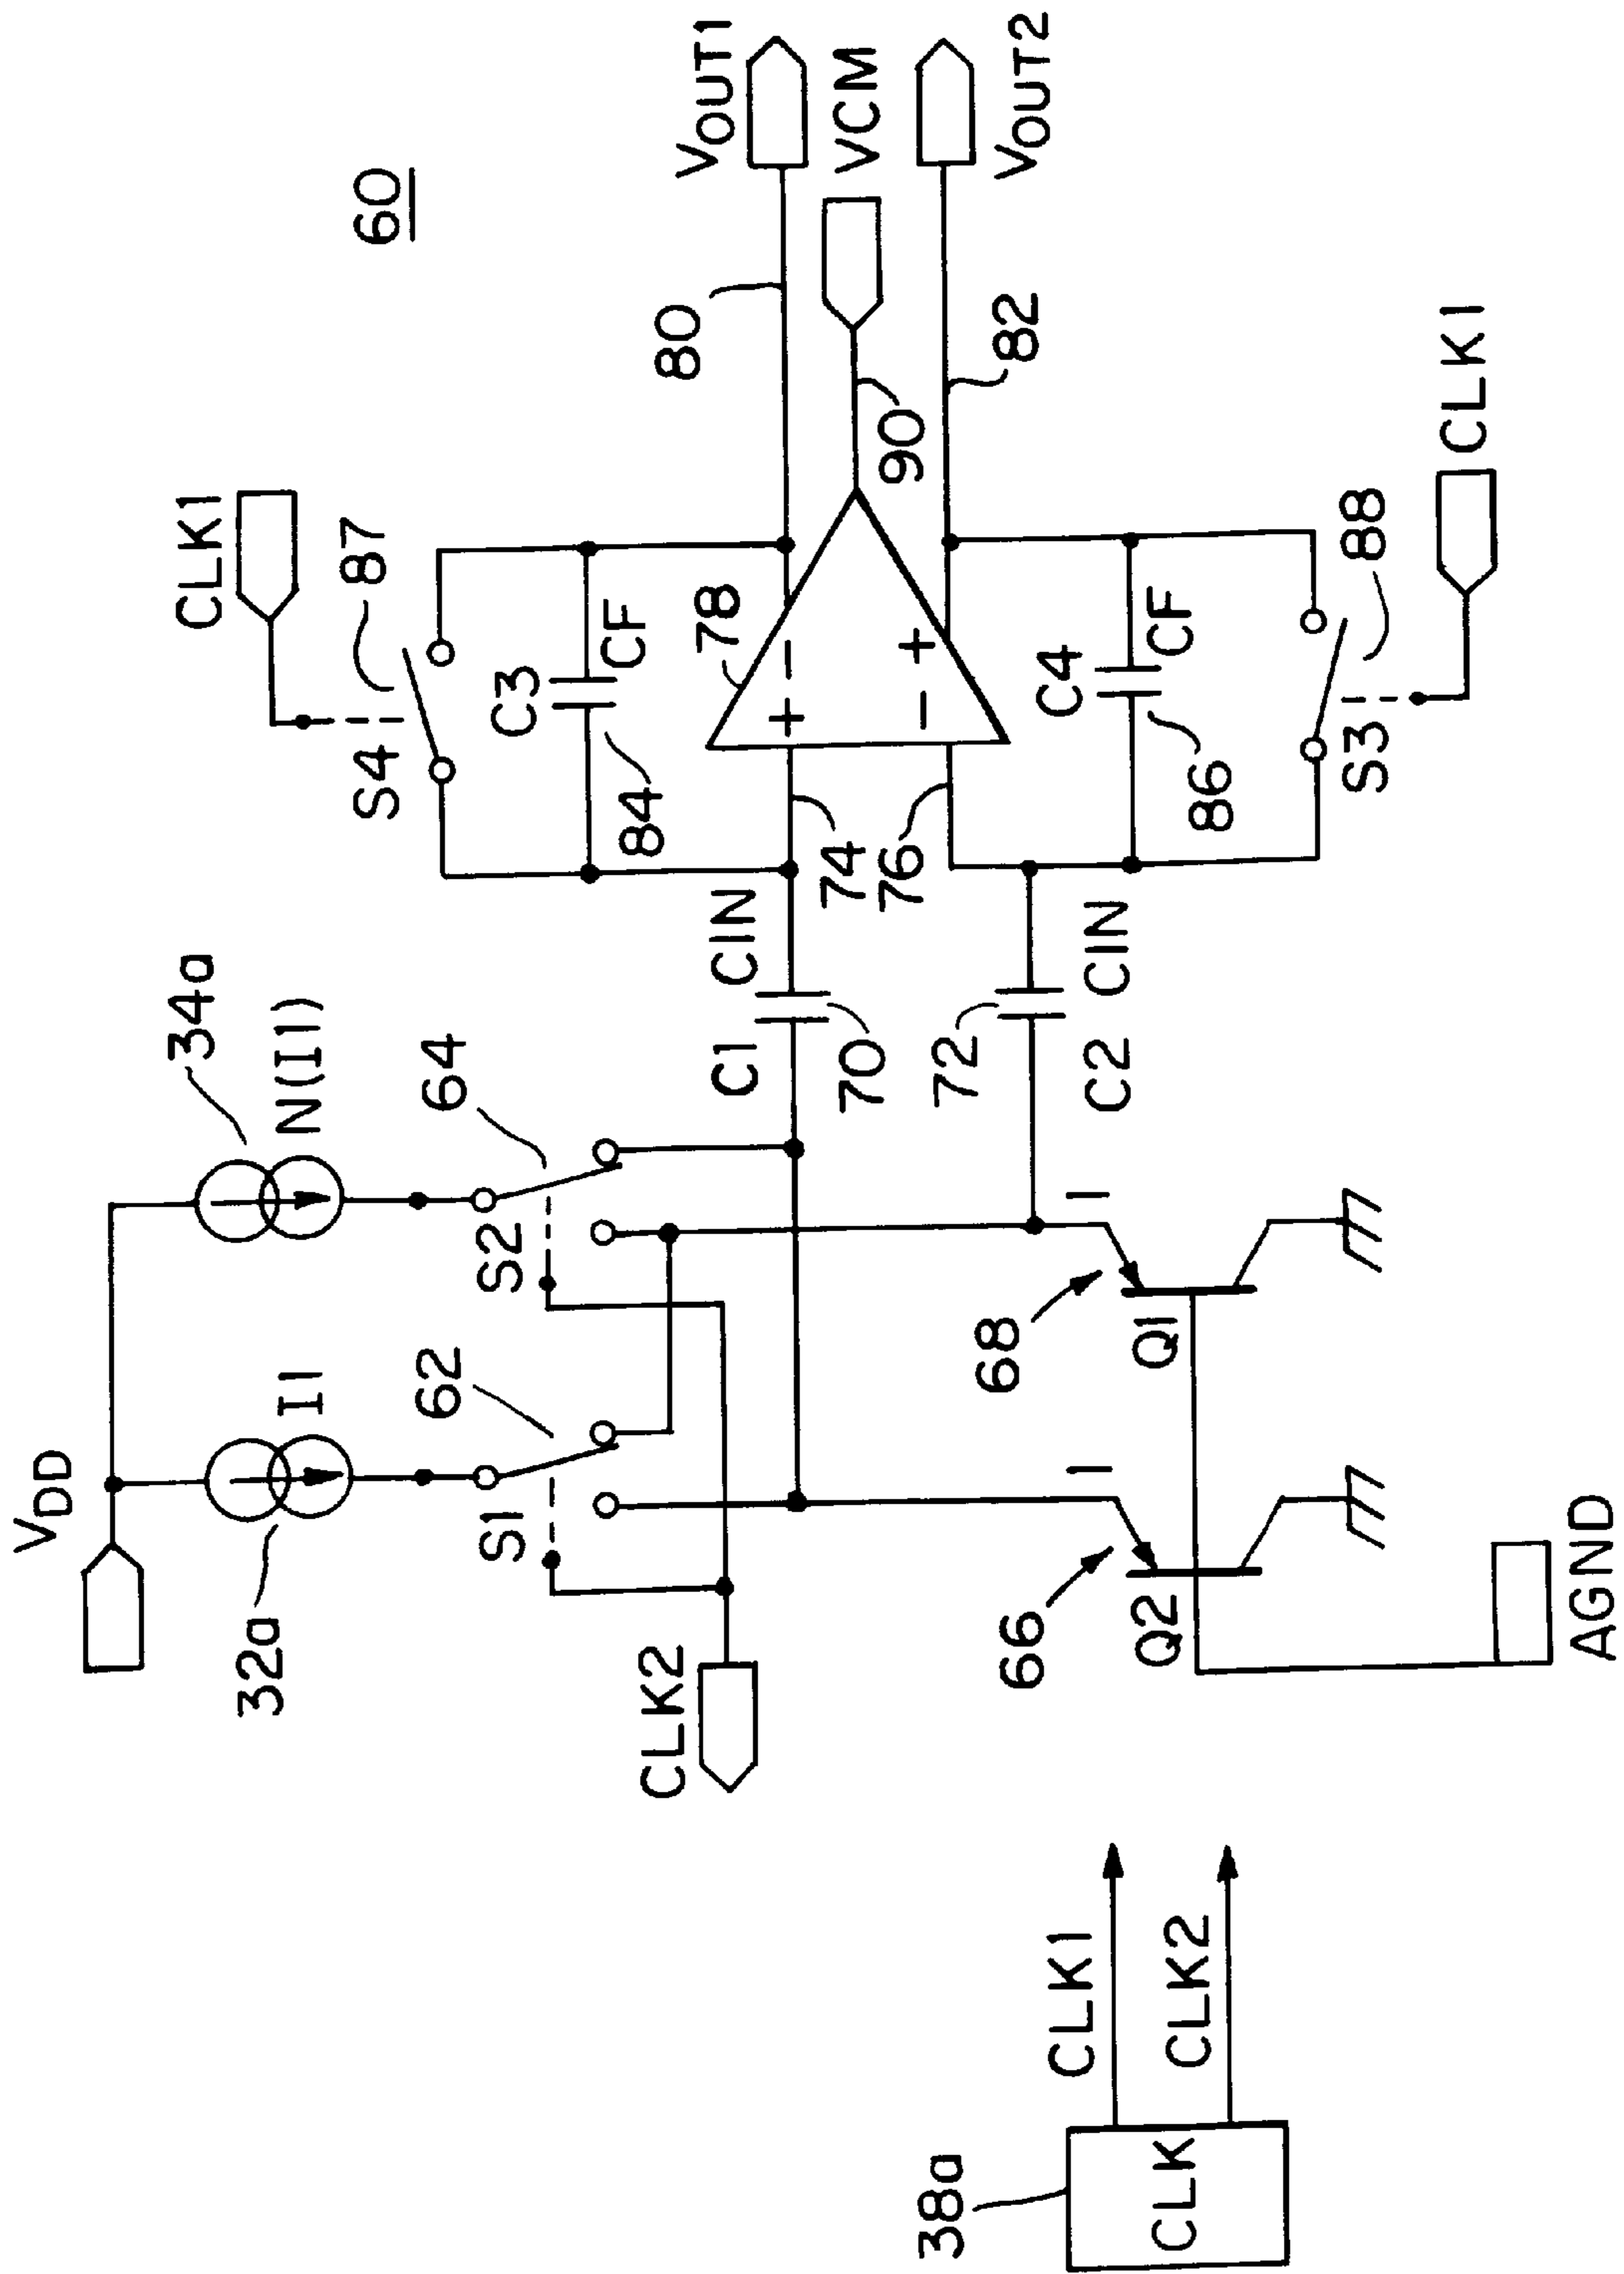 60
VDD
32a
I1
34a
N(I1)
S1
62
S2
64
CLK2
C1
CIN
70
72
C2
CIN
66
Q2
1
68
Q1
1
AGND
CLK1
S4
87
C3
CF
84
74
76
78
+
−
−
+
C4
CF
86
S3
88
CLK1
80
VOUT1
VCM
90
82
VOUT2
38a
CLK
CLK1
CLK2